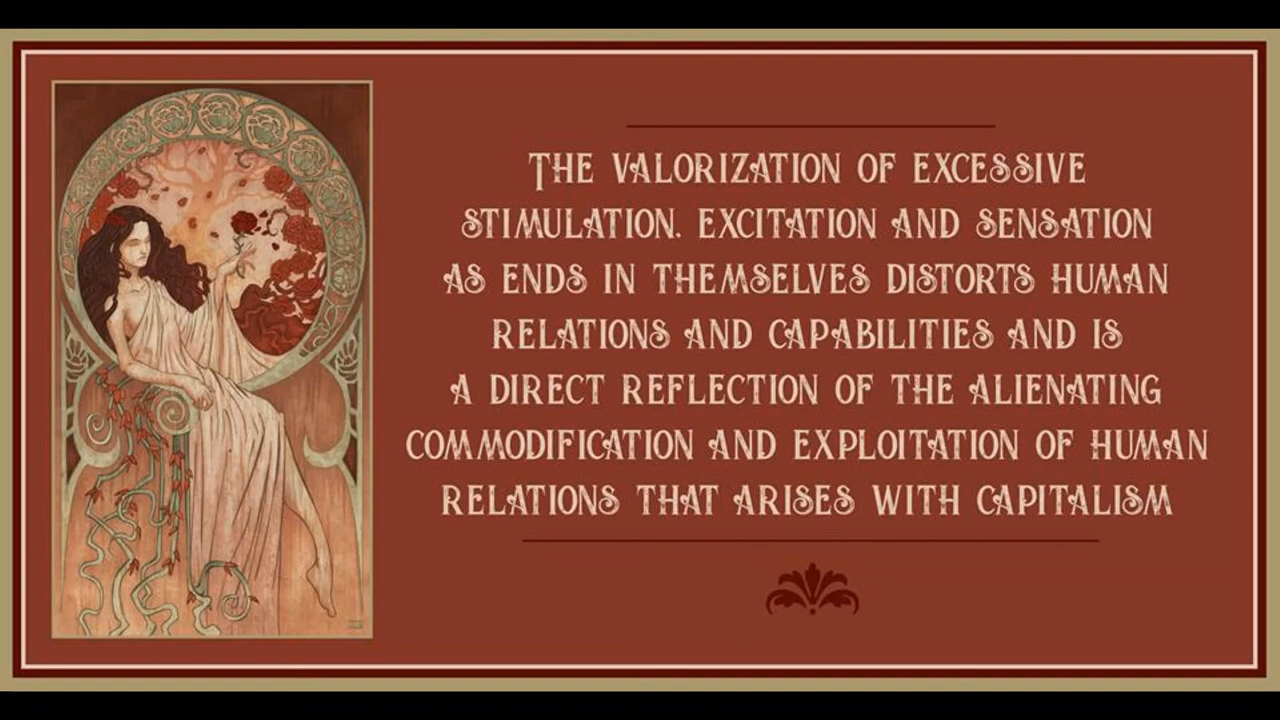 THE VALORIZATION OF EXCESSIVE
STIMULATION. EXCITATION AND SENSATION
AS ENDS IN THEMSELVES DISTORTS HUMAN
RELATIONS AND CAPABILITIES AND IS
A DIRECT REFLECTION OF THE ALIENATING
COMMODIFICATION AND EXPLOITATION OF HUMAN
RELATIONS THAT ARISES WITH CAPITALISM